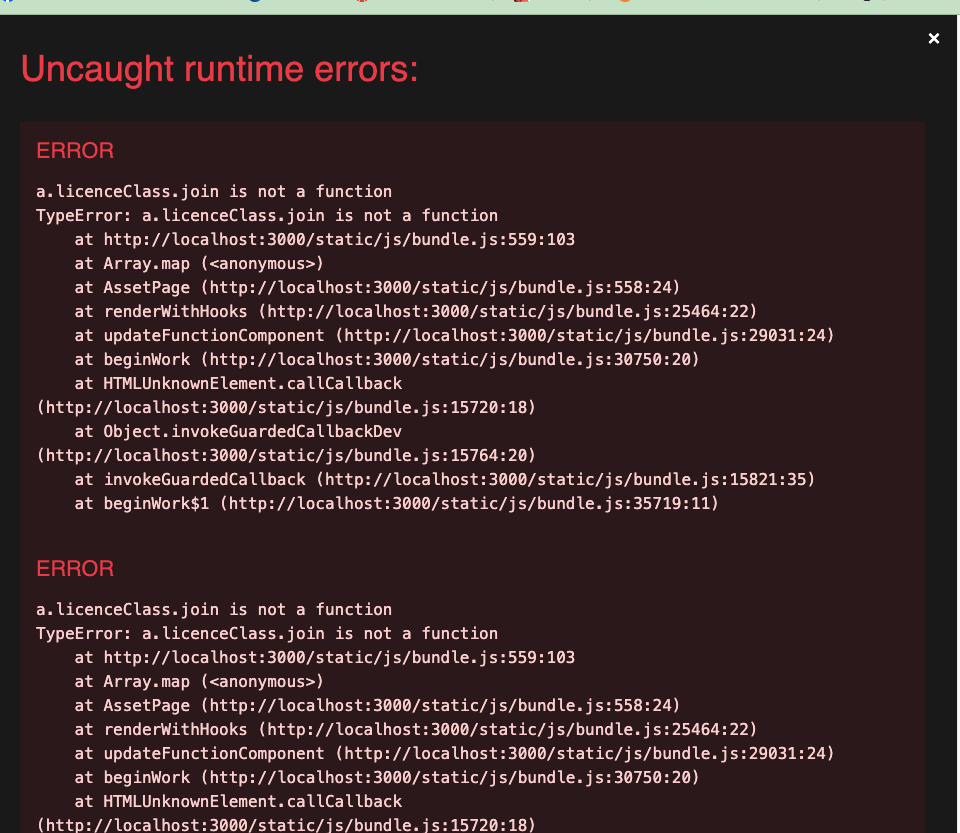 ×
Uncaught runtime errors:
ERROR
a.licenceClass.join is not a function
TypeError: a.licenceClass.join is not a function
    at http://localhost:3000/static/js/bundle.js:559:103
    at Array.map (<anonymous>)
    at AssetPage (http://localhost:3000/static/js/bundle.js:558:24)
    at renderWithHooks (http://localhost:3000/static/js/bundle.js:25464:22)
    at updateFunctionComponent (http://localhost:3000/static/js/bundle.js:29031:24)
    at beginWork (http://localhost:3000/static/js/bundle.js:30750:20)
    at HTMLUnknownElement.callCallback
(http://localhost:3000/static/js/bundle.js:15720:18)
    at Object.invokeGuardedCallbackDev
(http://localhost:3000/static/js/bundle.js:15764:20)
    at invokeGuardedCallback (http://localhost:3000/static/js/bundle.js:15821:35)
    at beginWork$1 (http://localhost:3000/static/js/bundle.js:35719:11)
ERROR
a.licenceClass.join is not a function
TypeError: a.licenceClass.join is not a function
    at http://localhost:3000/static/js/bundle.js:559:103
    at Array.map (<anonymous>)
    at AssetPage (http://localhost:3000/static/js/bundle.js:558:24)
    at renderWithHooks (http://localhost:3000/static/js/bundle.js:25464:22)
    at updateFunctionComponent (http://localhost:3000/static/js/bundle.js:29031:24)
    at beginWork (http://localhost:3000/static/js/bundle.js:30750:20)
    at HTMLUnknownElement.callCallback
(http://localhost:3000/static/js/bundle.js:15720:18)